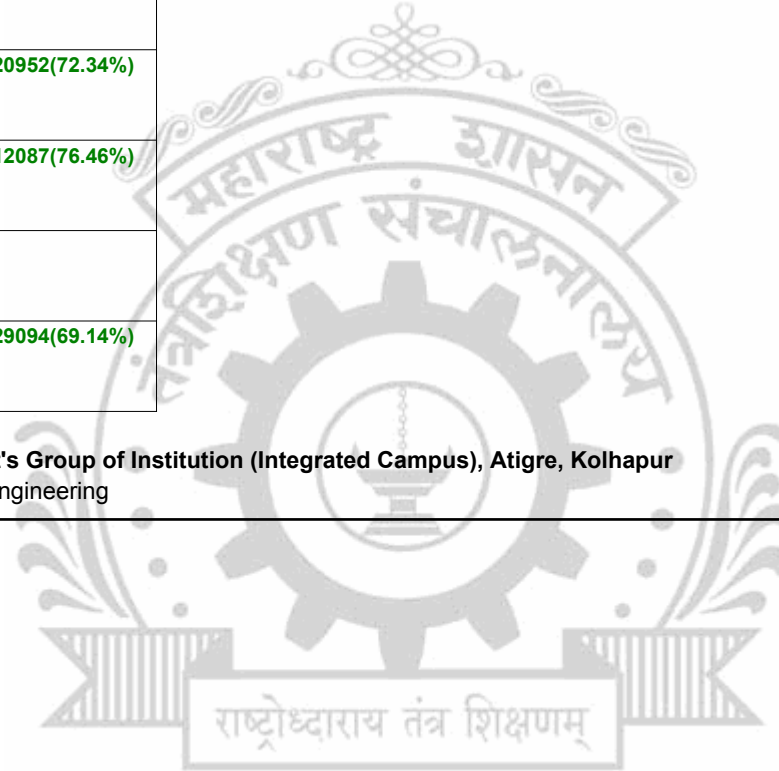 20952(72.34%)
12087(76.46%)
29094(69.14%)
t's Group of Institution (Integrated Campus), Atigre, Kolhapur
ngineering
महाराष्ट्र शासन
तंत्रशिक्षण संचालनालय
राष्ट्रोध्दाराय तंत्र शिक्षणम्